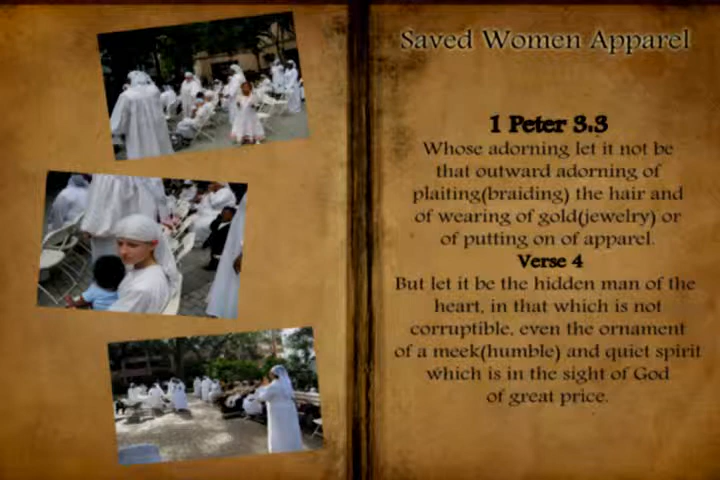 Saved Women Apparel
1 Peter 3.3
Whose adorning let it not be
that outward adorning of
plaiting(braiding) the hair and
of wearing of gold(jewelry) or
of putting on of apparel.
Verse 4
But let it be the hidden man of the
heart, in that which is not
corruptible, even the ornament
of a meek(humble) and quiet spirit
which is in the sight of God
of great price.